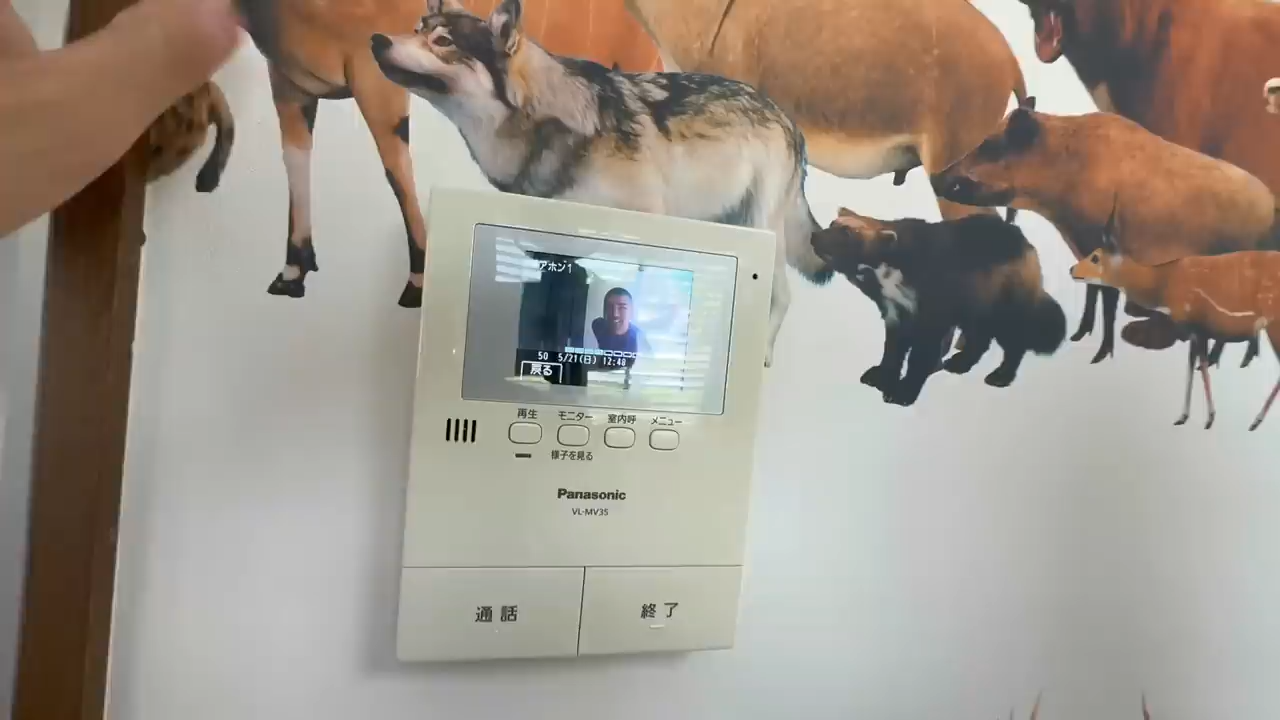 アホン1
50 5/21(日) 12:48
戻る
再生 モニター 室内呼 メニュー
様子を見る
Panasonic
VL-MV35
通話 終了